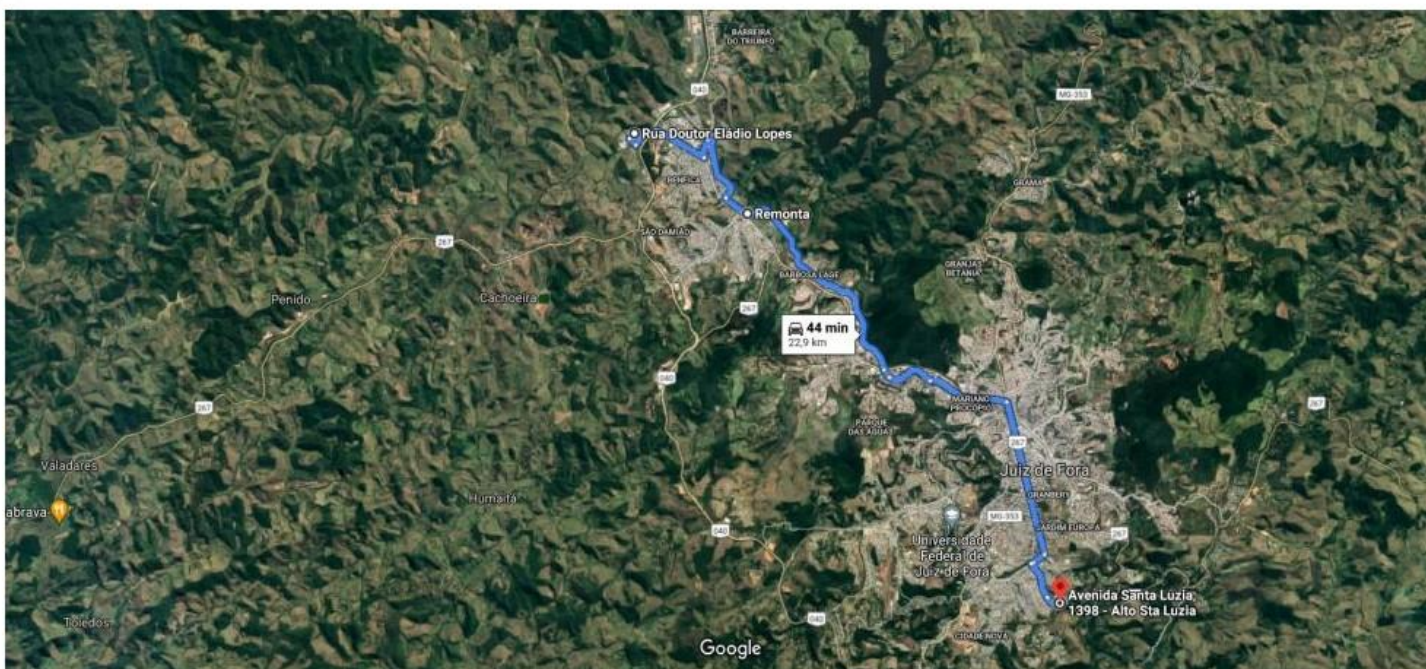 BARREIRA
DO TRIUNFO
040
MG-353
Rua Doutor Eládio Lopes
BENFICA
GRAMA
Remonta
SÃO DAMIÃO
267
GRANJAS
BETANIA
BARBOSA LAGE
Penido
Cachoeira
267
44 min
22,9 km
040
MARIANO
PROCÓPIO
267
267
PARQUE
DAS ÁGUAS
267
Valadares
Juiz de Fora
Humaitá
GRANBERY
abrava
MG-353
JARDIM EUROPA
040
267
Universidade
Federal de
Juiz de Fora
Avenida Santa Luzia,
1398 - Alto Sta Luzia
Toledos
040
CIDADE NOVA
Google